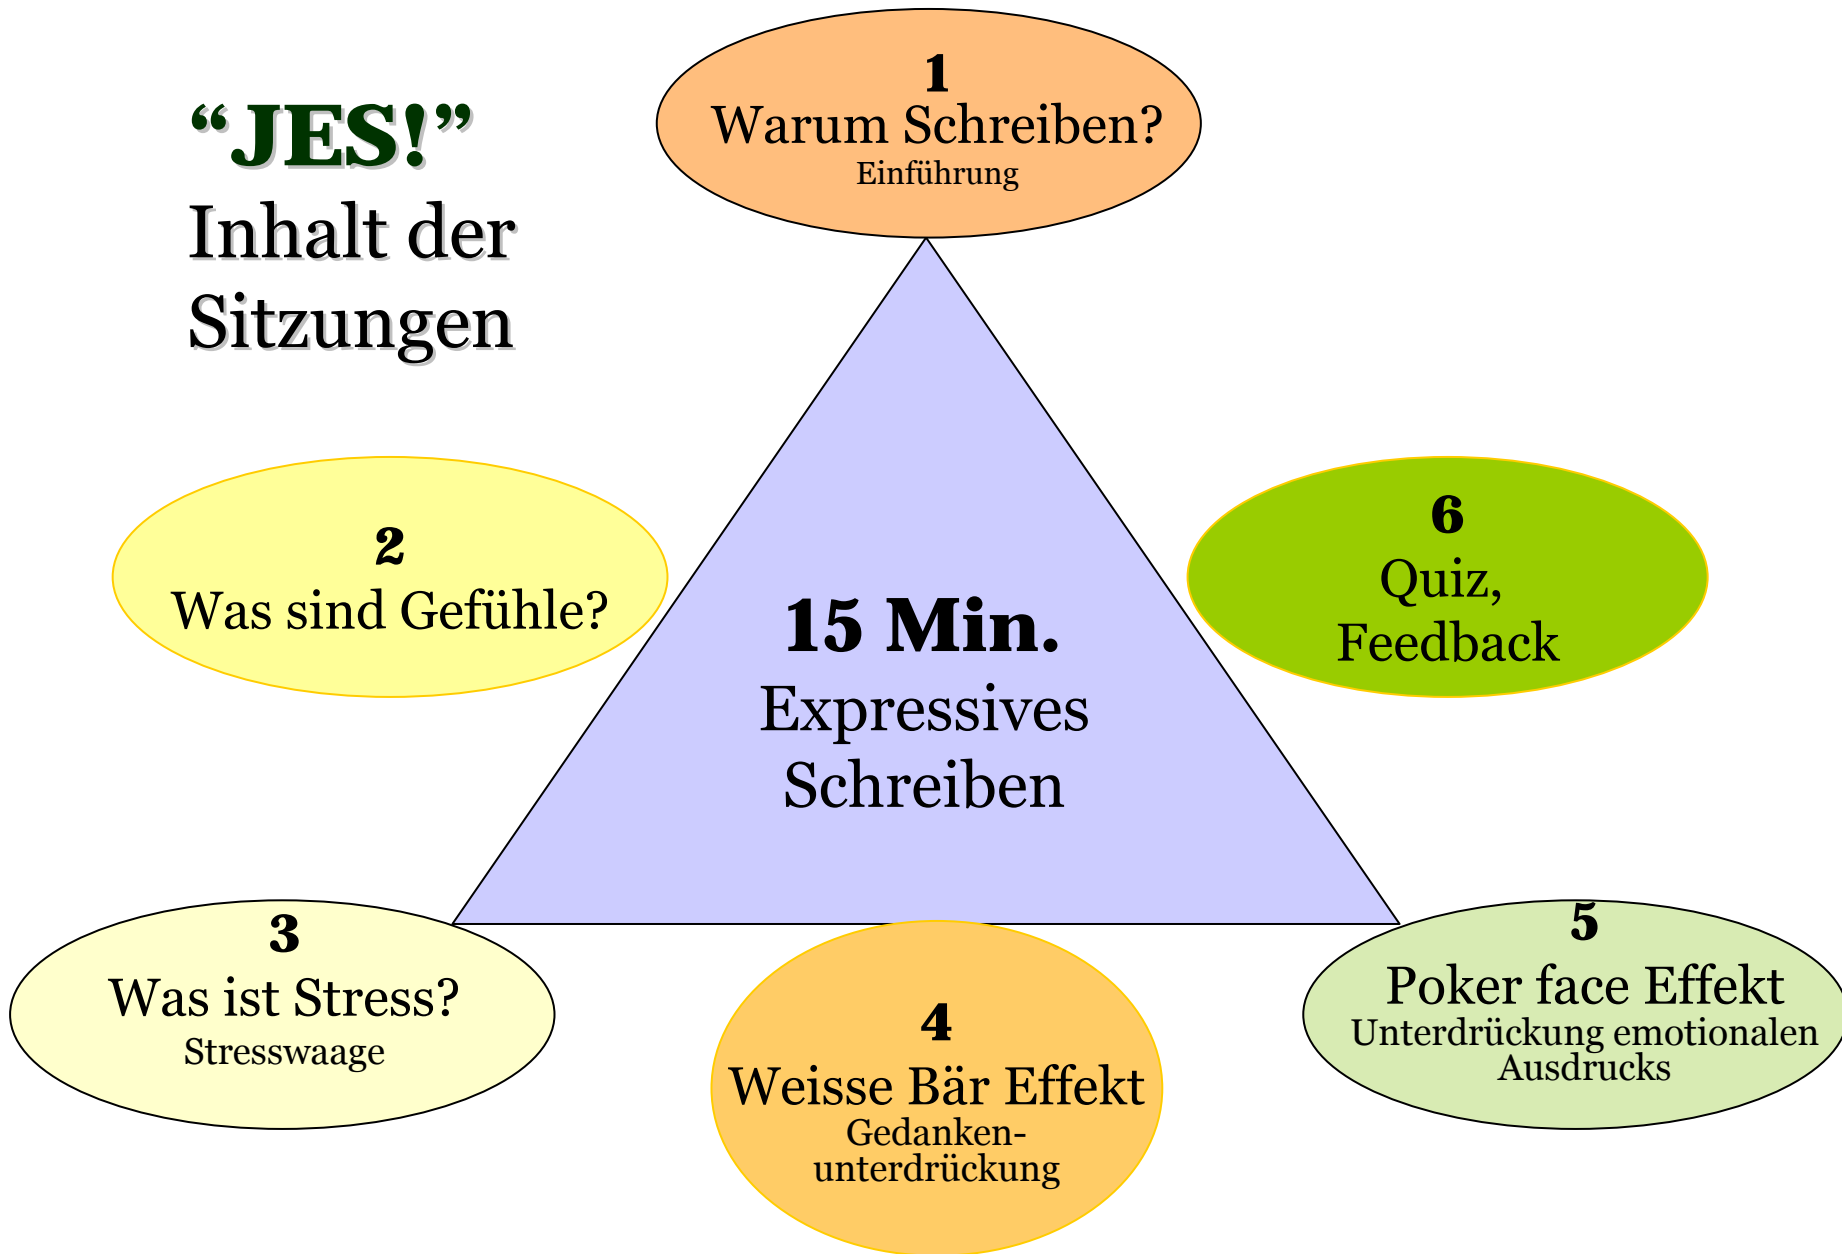 “JES!”
Inhalt der
Sitzungen
1
Warum Schreiben?
Einführung
2
Was sind Gefühle?
3
Was ist Stress?
Stresswaage
4
Weisse Bär Effekt
Gedanken-
unterdrückung
5
Poker face Effekt
Unterdrückung emotionalen
Ausdrucks
6
Quiz,
Feedback
15 Min.
Expressives
Schreiben